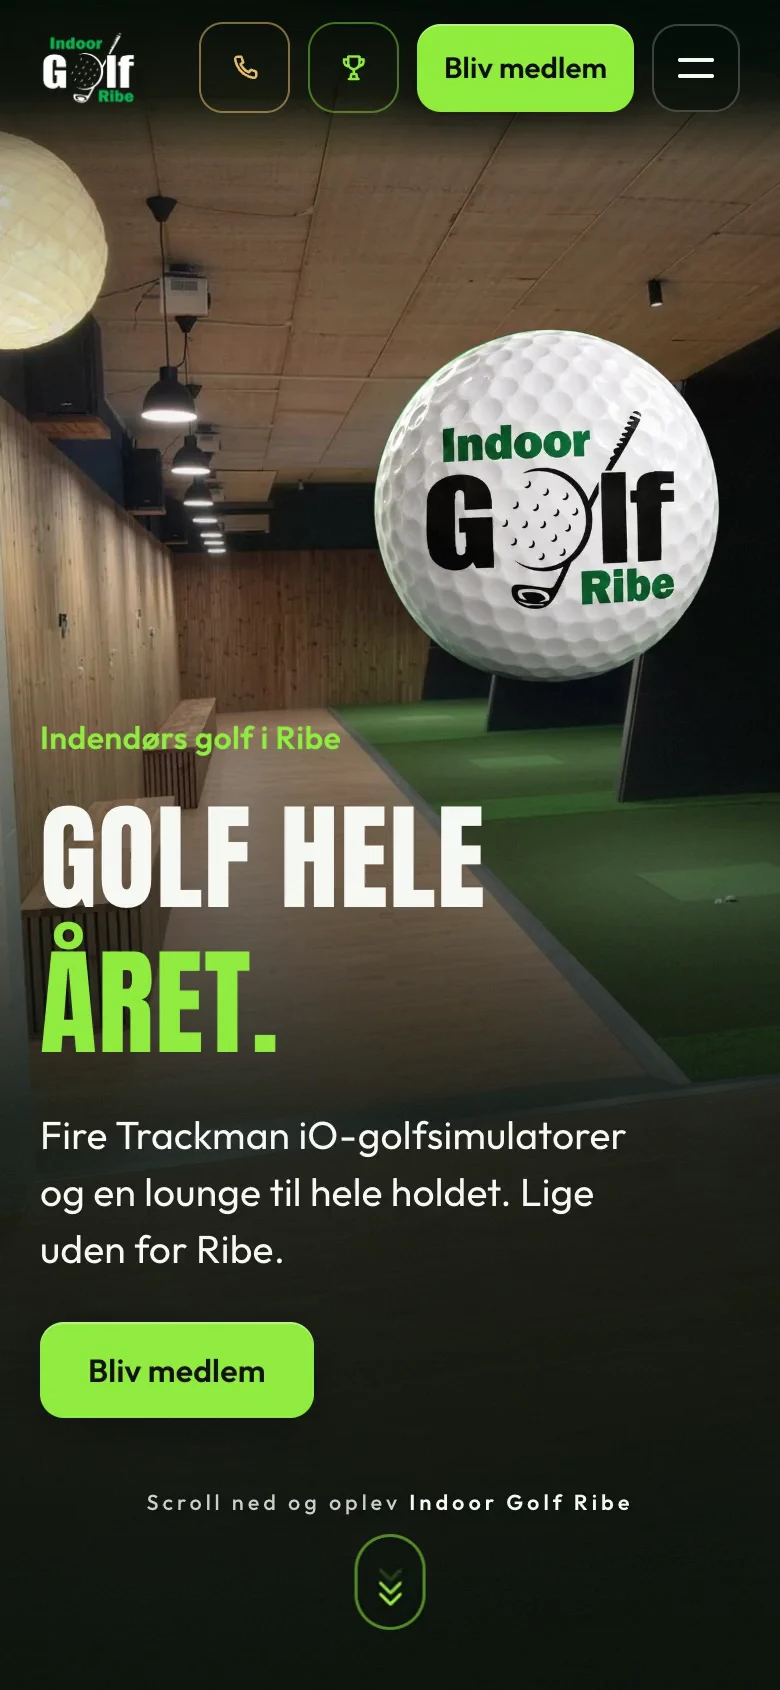 Indoor
Golf
Ribe
Bliv medlem
Indoor
Golf
Ribe
Indendørs golf i Ribe
GOLF HELE
ÅRET.
Fire Trackman iO-golfsimulatorer
og en lounge til hele holdet. Lige
uden for Ribe.
Bliv medlem
Scroll ned og oplev Indoor Golf Ribe